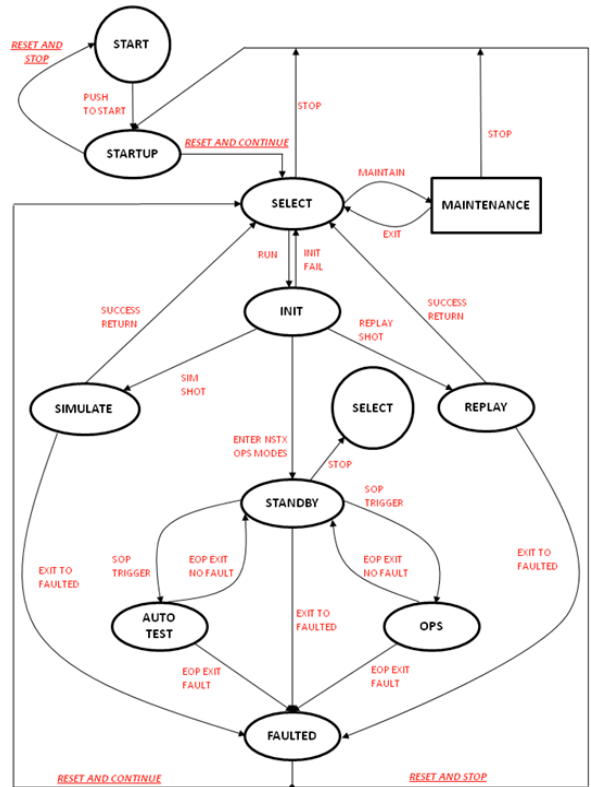 START
RESET AND
STOP
PUSH
TO START
STARTUP
RESET AND CONTINUE
STOP
STOP
MAINTAIN
SELECT
MAINTENANCE
EXIT
RUN
INIT
FAIL
INIT
SUCCESS
RETURN
REPLAY
SHOT
SUCCESS
RETURN
SIM
SHOT
SIMULATE
SELECT
REPLAY
ENTER NSTX
OPS MODES
STOP
STANDBY
SOP
TRIGGER
SOP
TRIGGER
EOP EXIT
NO FAULT
EOP EXIT
NO FAULT
EXIT TO
FAULTED
EXIT TO
FAULTED
AUTO
TEST
EXIT TO
FAULTED
OPS
EOP EXIT
FAULT
EOP EXIT
FAULT
FAULTED
RESET AND CONTINUE
RESET AND STOP